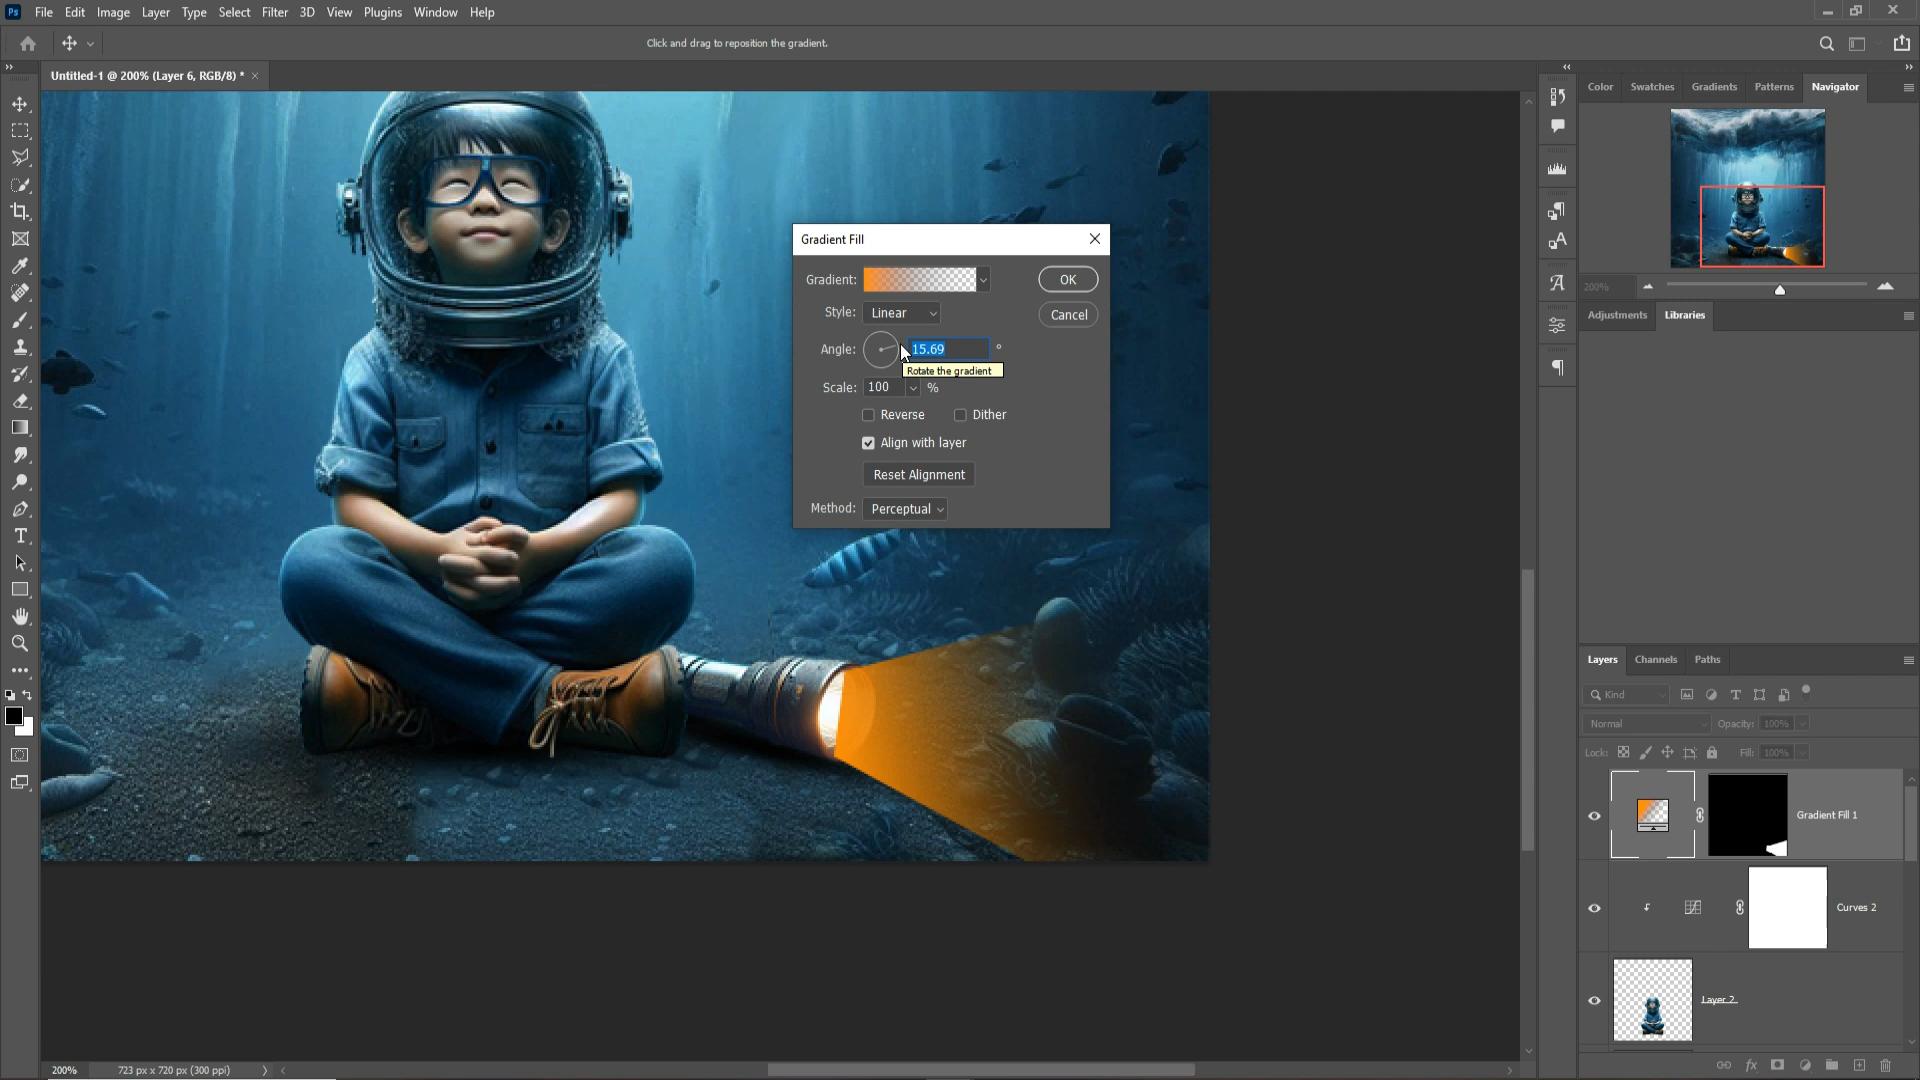 Ps File Edit Image Layer Type Select Filter 3D View Plugins Window Help
Click and drag to reposition the gradient.
Untitled-1 @ 200% (Layer 6, RGB/8) *
Color Swatches Gradients Patterns Navigator
Gradient Fill
Gradient:
OK
Style: Linear
Cancel
Angle: 15.69 °
Rotate the gradient
Scale: 100 %
Reverse Dither
Align with layer
Reset Alignment
Method: Perceptual
200%
Adjustments Libraries
Layers Channels Paths
Kind
Normal Opacity: 100%
Lock: Fill: 100%
Gradient Fill 1
Curves 2
Layer 2
fx
200% 723 px x 720 px (300 ppi)